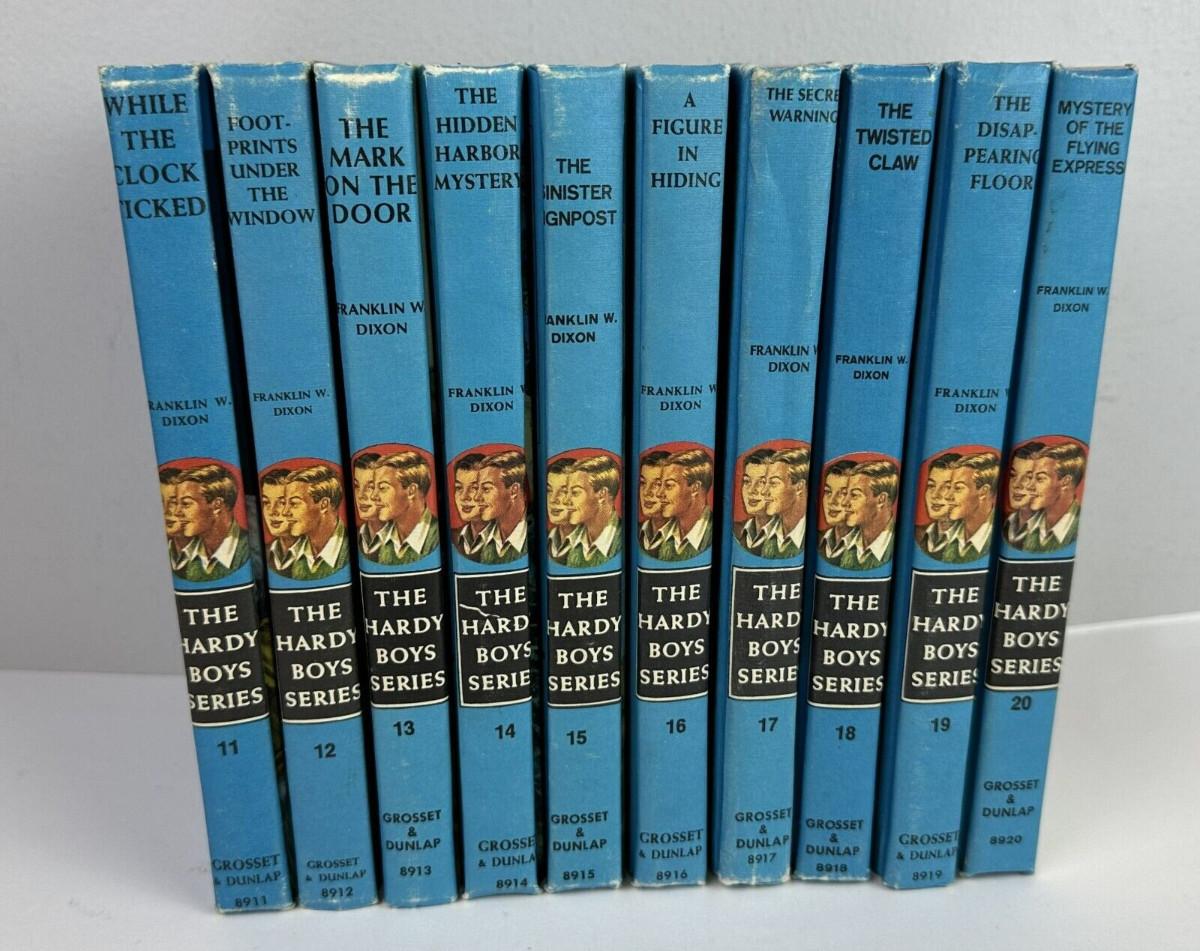 WHILE
THE
CLOCK
TICKED
FRANKLIN W.
DIXON
THE
HARDY
BOYS
SERIES
11
GROSSET
& DUNLAP
8911
FOOT-
PRINTS
UNDER
THE
WINDOW
FRANKLIN W.
DIXON
THE
HARDY
BOYS
SERIES
12
GROSSET
& DUNLAP
8912
THE
MARK
ON THE
DOOR
FRANKLIN W.
DIXON
THE
HARDY
BOYS
SERIES
13
GROSSET
&
DUNLAP
8913
THE
HIDDEN
HARBOR
MYSTERY
FRANKLIN W
DIXON
THE
HARDY
BOYS
SERIE
14
GROSSE
& DUNLA
8914
THE
SINISTER
IGNPOST
ANKLIN W.
DIXON
THE
HARDY
BOYS
SERIES
15
GROSSET
&
DUNLAP
8915
A
FIGURE
IN
HIDING
FRANKLIN W
DIXON
THE
HARDY
BOYS
SERIES
16
GROSSET
& DUNLAP
8916
THE SECRE
WARNING
FRANKLIN W
DIXON
THE
HARDY
BOYS
SERIES
17
GROSSET
&
DUNLAP
8917
THE
TWISTED
CLAW
FRANKLIN W.
DIXON
THE
HARDY
BOYS
SERIES
18
GROSSET
&
DUNLAP
8918
THE
DISAP-
PEARING
FLOOR
FRANKLIN W
DIXON
THE
HARDY
BOYS
SERIES
19
GROSSET
& DUNLAP
8919
MYSTERY
OF THE
FLYING
EXPRESS
FRANKLIN W.
DIXON
THE
HARDY
BOYS
SERIES
20
GROSSET
&
DUNLAP
8920